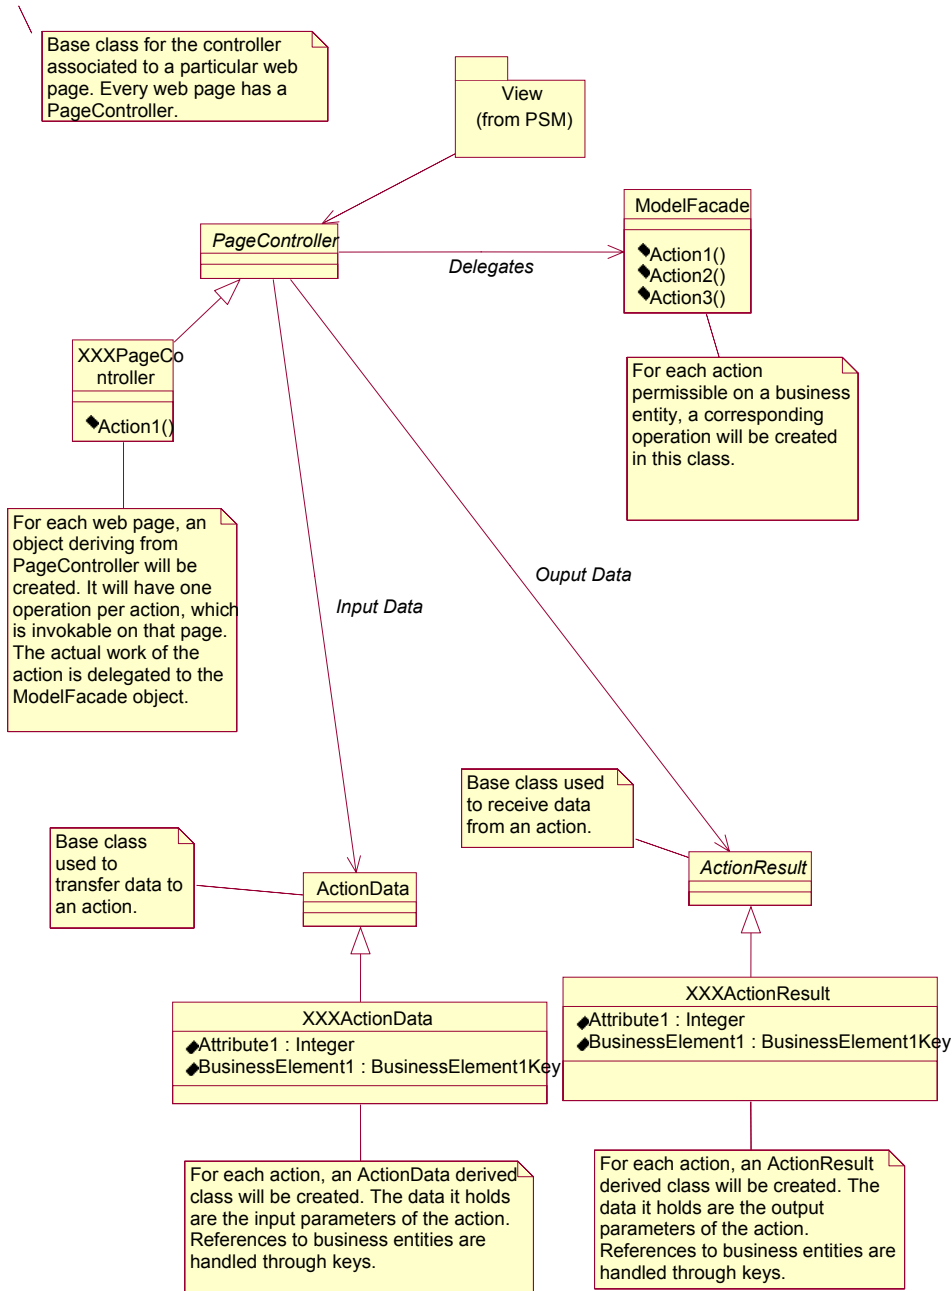 Base class for the controller
associated to a particular web
page. Every web page has a
PageController.
View
(from PSM)
ModelFacade
Action1()
Action2()
Action3()
PageController
Delegates
XXXPageCo
ntroller
Action1()
For each action
permissible on a business
entity, a corresponding
operation will be created
in this class.
For each web page, an
object deriving from
PageController will be
created. It will have one
operation per action, which
is invokable on that page.
The actual work of the
action is delegated to the
ModelFacade object.
Ouput Data
Input Data
Base class used
to receive data
from an action.
Base class
used to
transfer data to
an action.
ActionData
ActionResult
XXXActionData
Attribute1 : Integer
BusinessElement1 : BusinessElement1Key
XXXActionResult
Attribute1 : Integer
BusinessElement1 : BusinessElement1Key
For each action, an ActionData derived
class will be created. The data it holds
are the input parameters of the action.
References to business entities are
handled through keys.
For each action, an ActionResult
derived class will be created. The
data it holds are the output
parameters of the action.
References to business entities are
handled through keys.